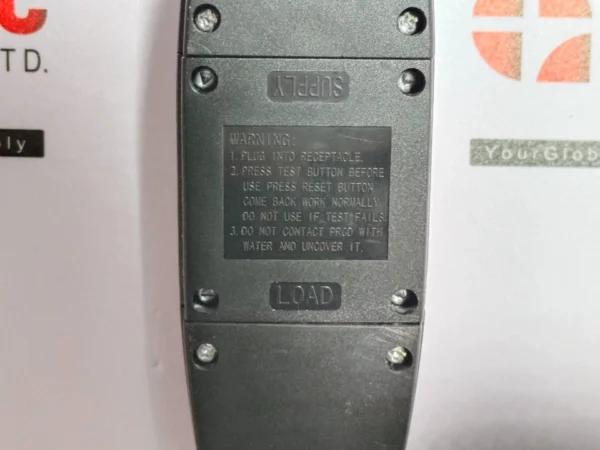 TD.
ly
SUPPLY
WARNING:
1. PLUG INTO RECEPTACLE.
2. PRESS TEST BUTTON BEFORE
USE PRESS RESET BUTTON
COME BACK WORK NORMALLY
DO NOT USE IF TEST FAILS
3. DO NOT CONTACT PRCD WITH
WATER AND UNCOVER IT.
LOAD
YourGlob